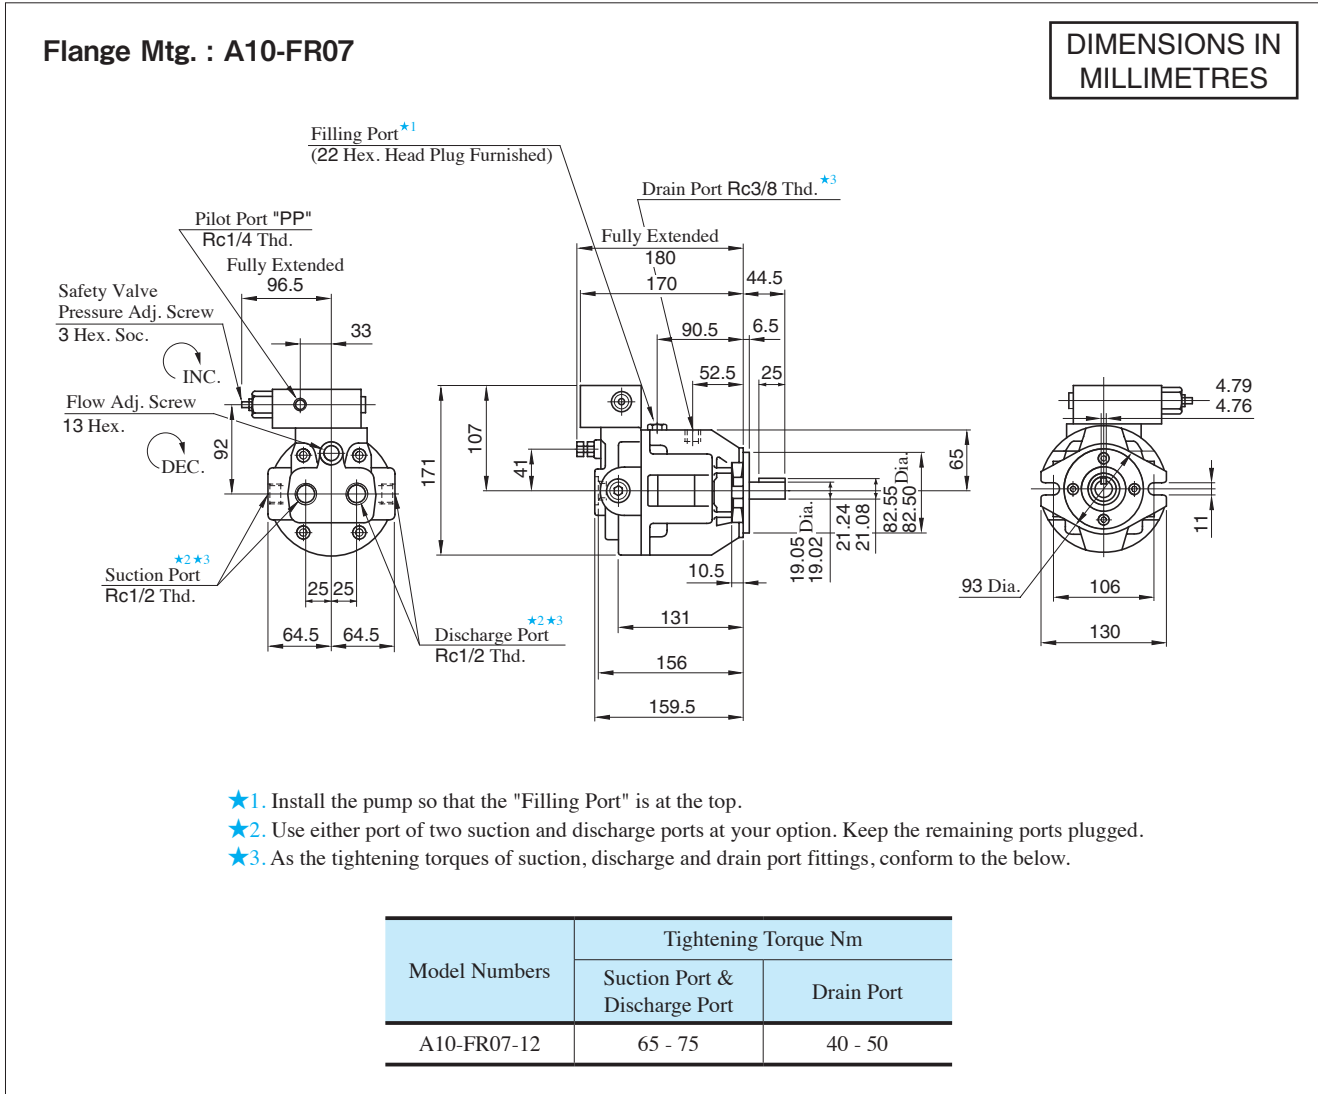 Flange Mtg. : A10-FR07
DIMENSIONS IN
MILLIMETRES
Filling Port★1
(22 Hex. Head Plug Furnished)
Drain Port Rc3/8 Thd.★3
Pilot Port "PP"
Rc1/4 Thd.
Fully Extended
96.5
Safety Valve
Pressure Adj. Screw
3 Hex. Soc.
33
INC.
Flow Adj. Screw
13 Hex.
DEC.
92
★2★3
Suction Port
Rc1/2 Thd.
25 25
64.5 64.5
★2★3
Discharge Port
Rc1/2 Thd.
Fully Extended
180
170
44.5
90.5
6.5
52.5
25
171
107
41
10.5
131
156
159.5
19.05 Dia.
19.02
21.24
21.08
82.55 Dia.
82.50
65
4.79
4.76
11
93 Dia.
106
130
★1. Install the pump so that the "Filling Port" is at the top.
★2. Use either port of two suction and discharge ports at your option. Keep the remaining ports plugged.
★3. As the tightening torques of suction, discharge and drain port fittings, conform to the below.
Model Numbers
Tightening Torque Nm
Suction Port &
Discharge Port
Drain Port
A10-FR07-12 65 - 75 40 - 50